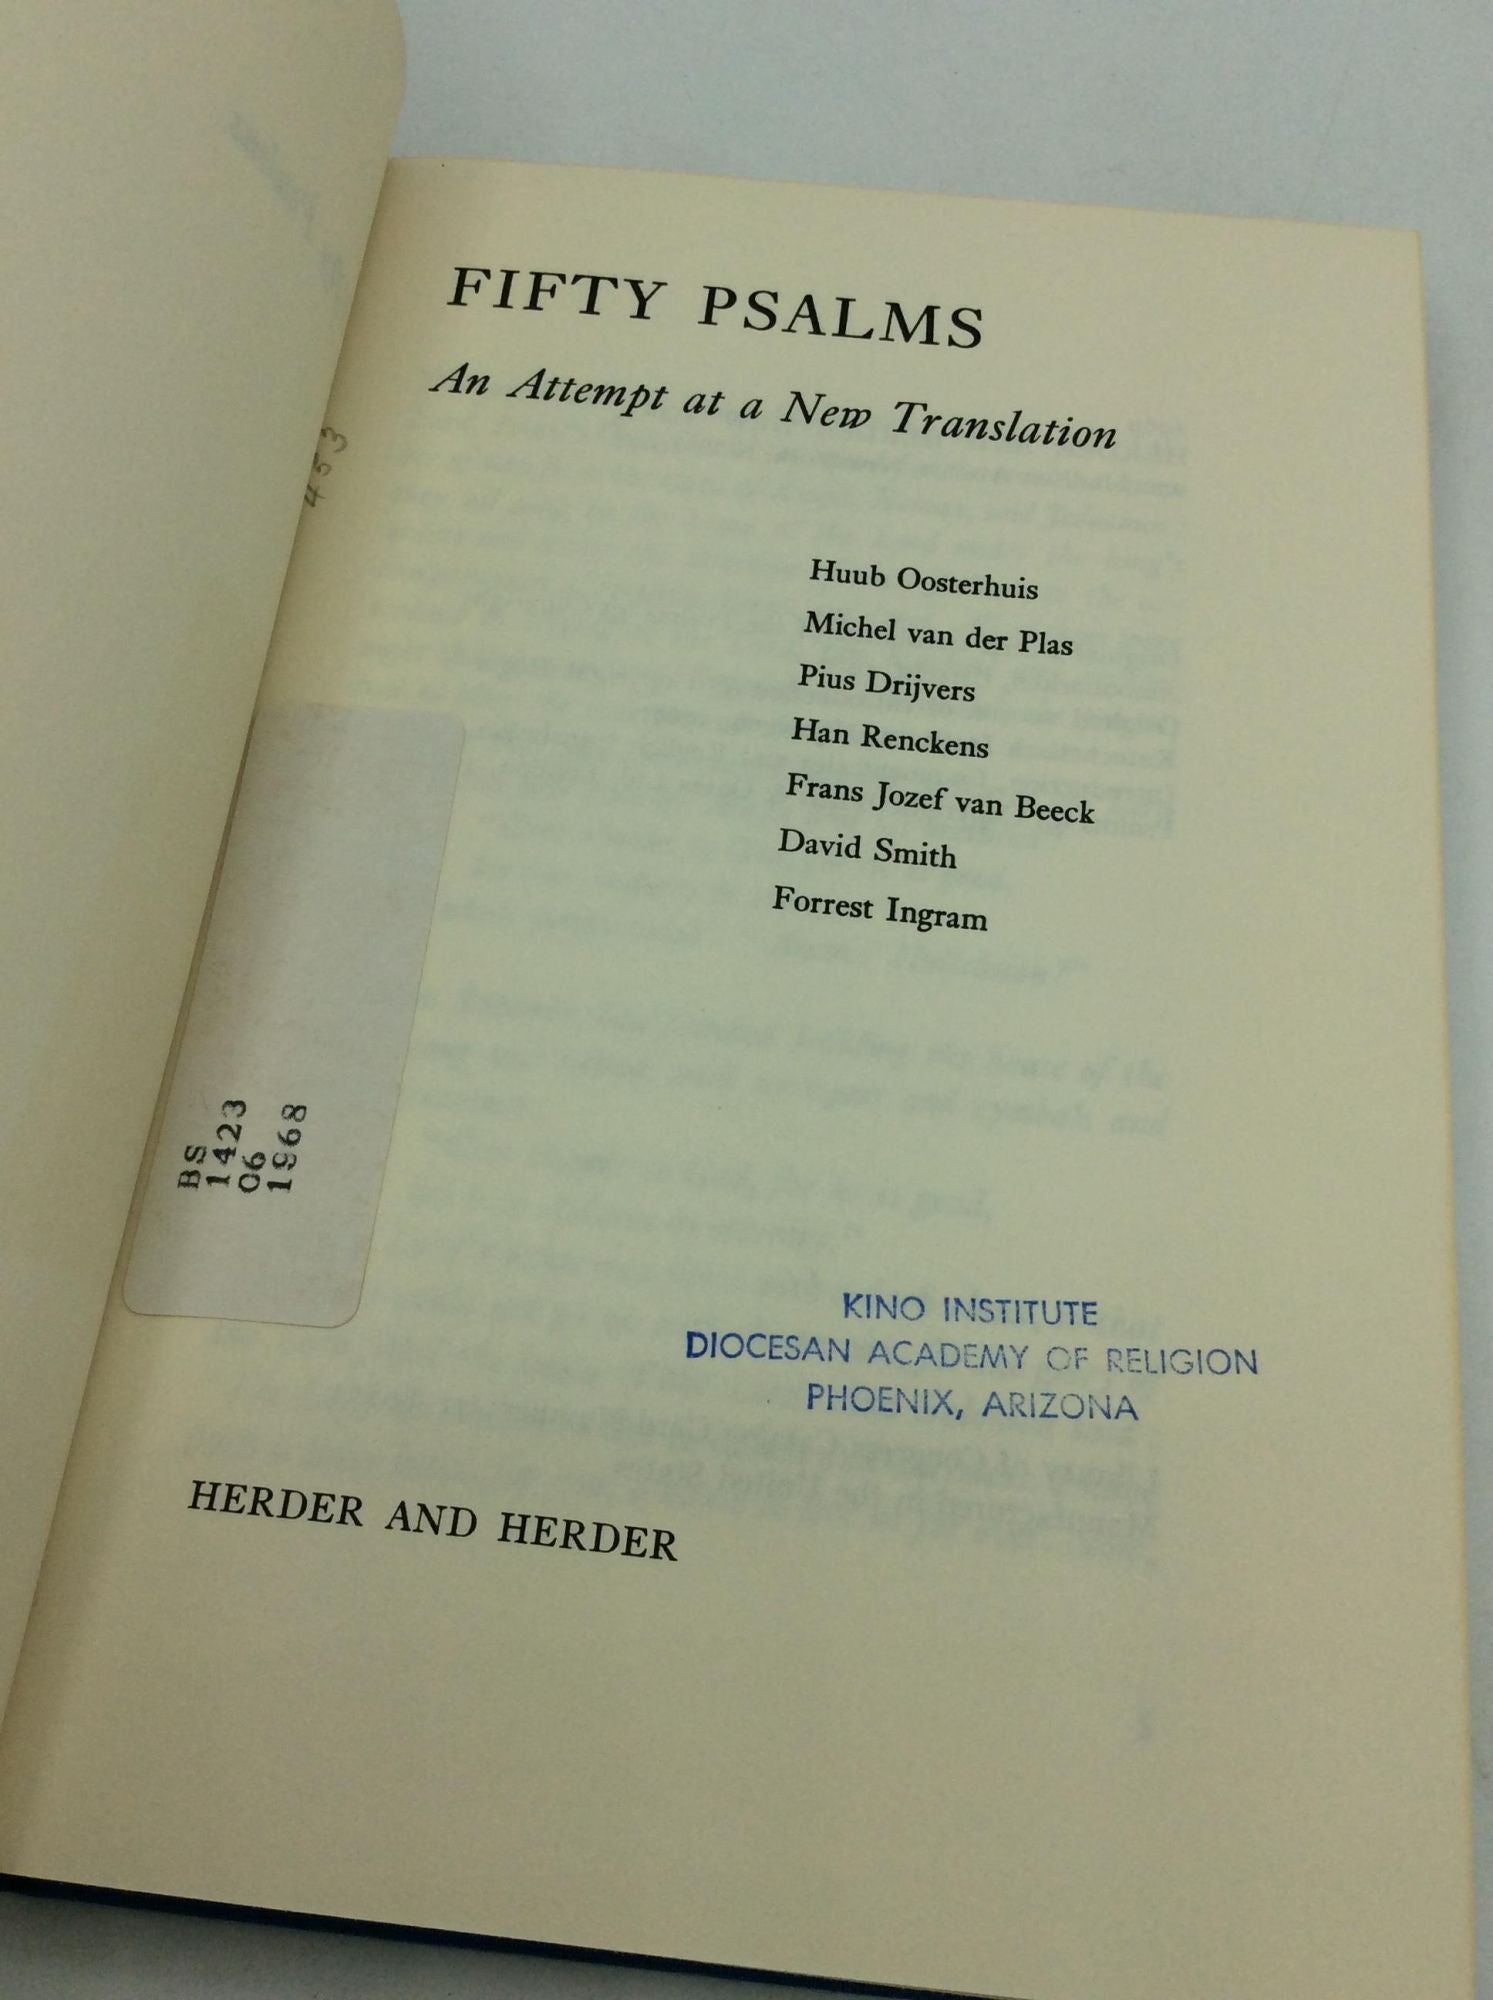 FIFTY PSALMS
An Attempt at a New Translation
453
Huub Oosterhuis
Michel van der Plas
Pius Drijvers
Han Renckens
Frans Jozef van Beeck
David Smith
Forrest Ingram
BS
1423
O6
1968
KINO INSTITUTE
DIOCESAN ACADEMY OF RELIGION
PHOENIX, ARIZONA
HERDER AND HERDER